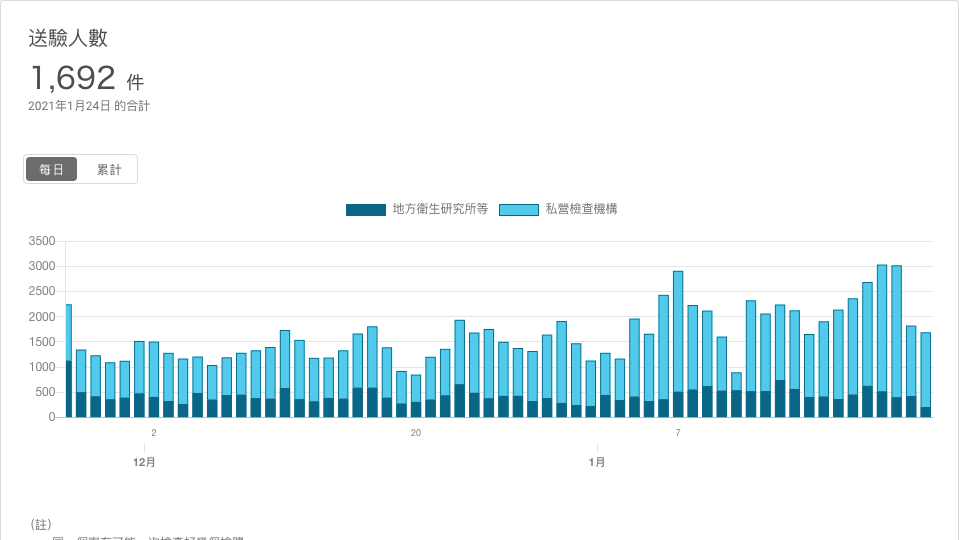 送驗人數
1,692 件
2021年1月24日 的合計
每日 累計
地方衛生研究所等 私營檢查機構
3500
3000
2500
2000
1500
1000
500
0
2 20 7
12月 1月
（註）